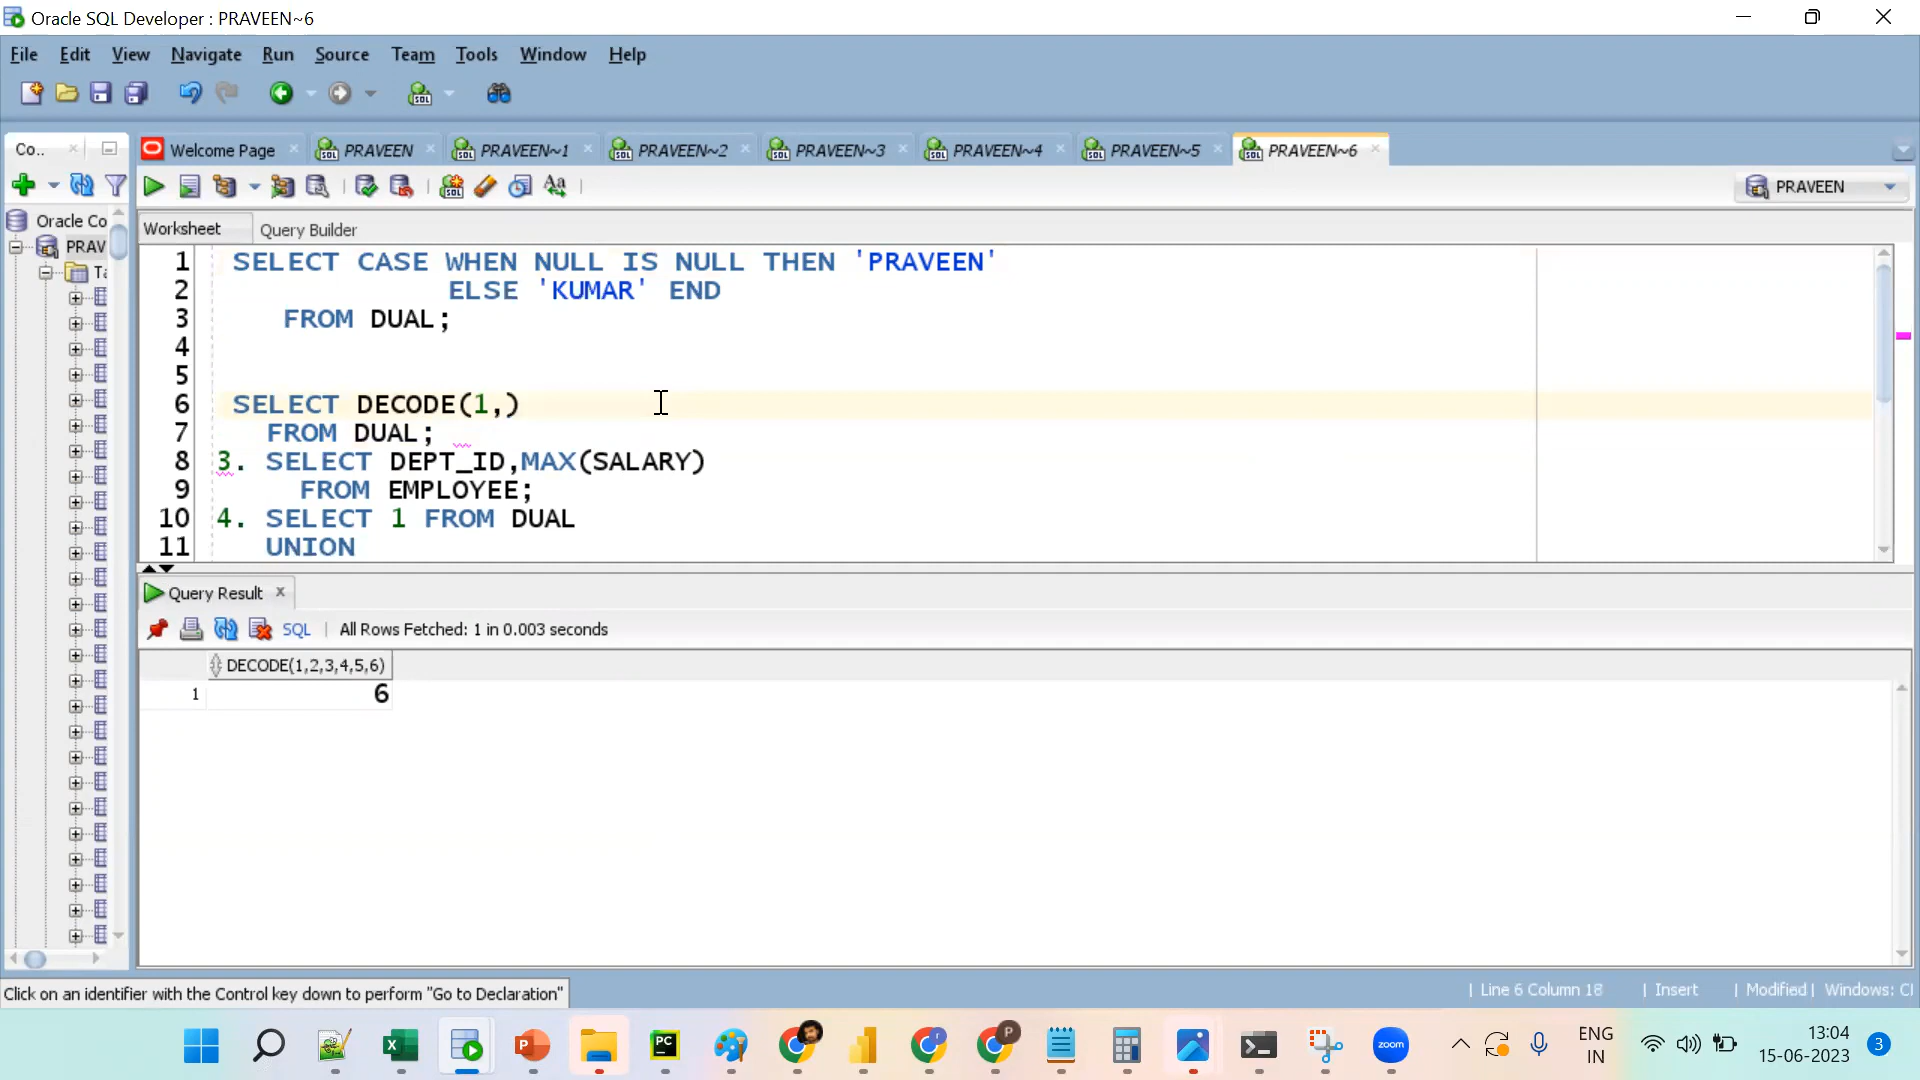 Oracle SQL Developer : PRAVEEN~6
File Edit View Navigate Run Source Team Tools Window Help
Co.. Welcome Page PRAVEEN PRAVEEN~1 PRAVEEN~2 PRAVEEN~3 PRAVEEN~4 PRAVEEN~5 PRAVEEN~6
PRAVEEN
Oracle Co
PRAV
Ta
Worksheet Query Builder
1 SELECT CASE WHEN NULL IS NULL THEN 'PRAVEEN'
2 ELSE 'KUMAR' END
3 FROM DUAL;
4
5
6 SELECT DECODE(1,)
7 FROM DUAL;
8 3. SELECT DEPT_ID,MAX(SALARY)
9 FROM EMPLOYEE;
10 4. SELECT 1 FROM DUAL
11 UNION
Query Result
SQL | All Rows Fetched: 1 in 0.003 seconds
DECODE(1,2,3,4,5,6)
1 6
Click on an identifier with the Control key down to perform "Go to Declaration"
| Line 6 Column 18 | Insert | Modified | Windows: Cl
PC P zoom ENG
IN
13:04
15-06-2023
3